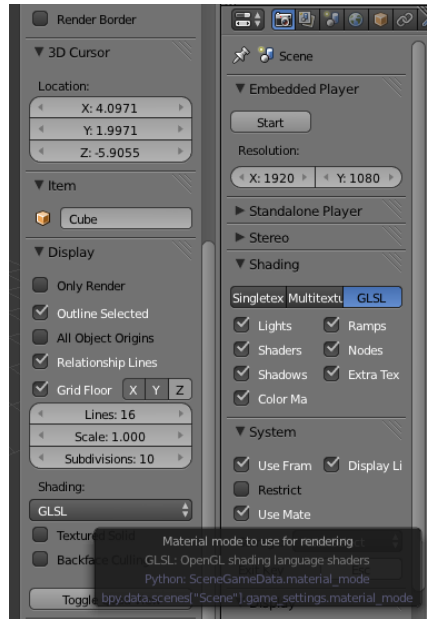 Render Border
3D Cursor
Location:
X: 4.0971
Y: 1.9971
Z: -5.9055
Item
Cube
Display
Only Render
Outline Selected
All Object Origins
Relationship Lines
Grid Floor X Y Z
Lines: 16
Scale: 1.000
Subdivisions: 10
Shading:
GLSL
Textured Solid
Backface Culling
Toggle
Scene
Embedded Player
Start
Resolution:
X: 1920 Y: 1080
Standalone Player
Stereo
Shading
Singletex Multitextu GLSL
Lights Ramps
Shaders Nodes
Shadows Extra Tex
Color Ma
System
Use Fram Display Li
Restrict
Use Mate
Material mode to use for rendering
GLSL: OpenGL shading language shaders
Python: SceneGameData.material_mode
bpy.data.scenes["Scene"].game_settings.material_mode
Display